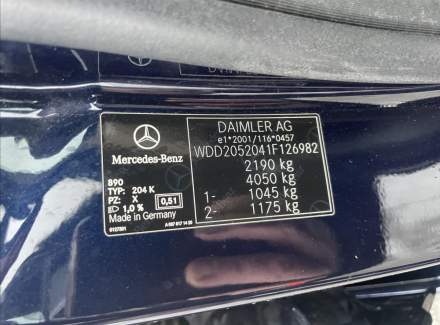 DAIMLER AG
e1*2001/116*0457
WDD2052041F126982
2190 kg
4050 kg
1- 1045 kg
2- 1175 kg
Mercedes-Benz
890
TYP: 204 K
PZ: X
1,0 %
0,51
Made in Germany